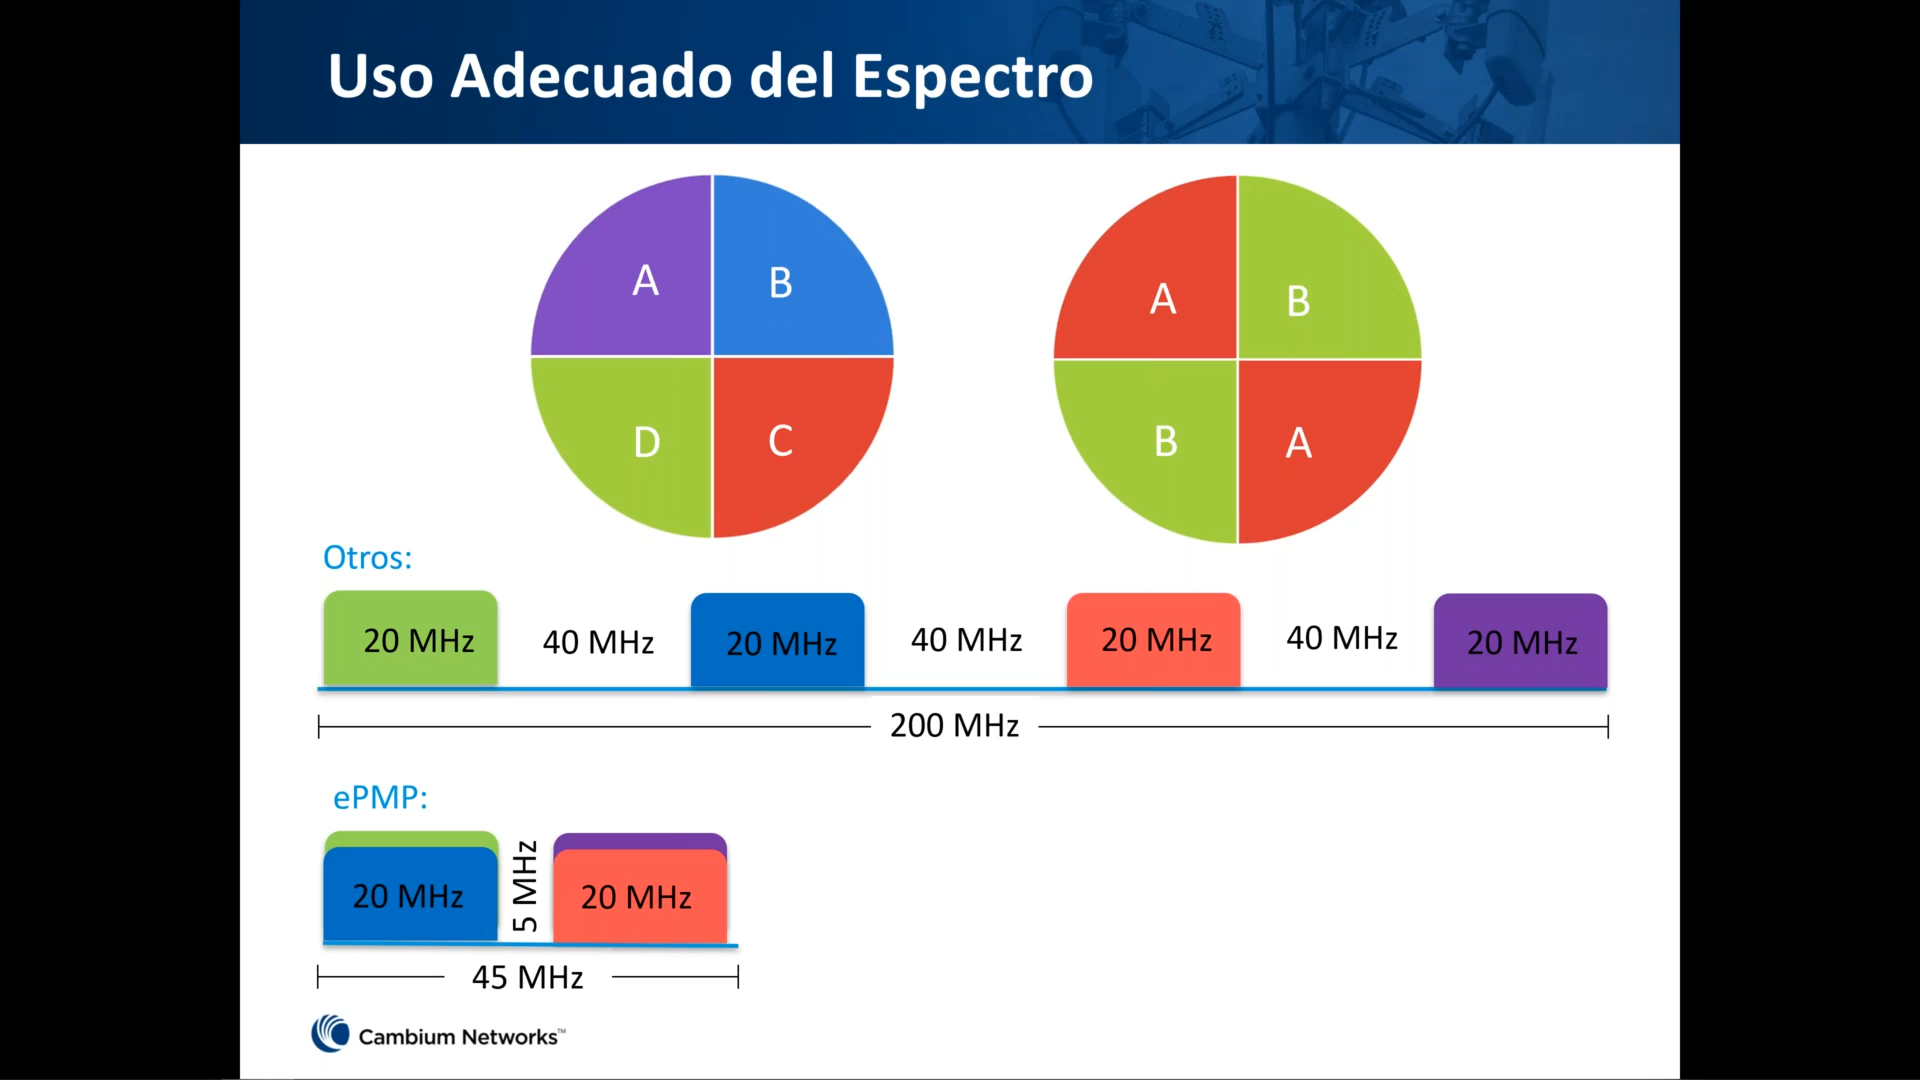 Uso Adecuado del Espectro
A B
D C
A B
B A
Otros:
20 MHz 40 MHz 20 MHz 40 MHz 20 MHz 40 MHz 20 MHz
200 MHz
ePMP:
20 MHz 5 MHz 20 MHz
45 MHz
Cambium Networks™